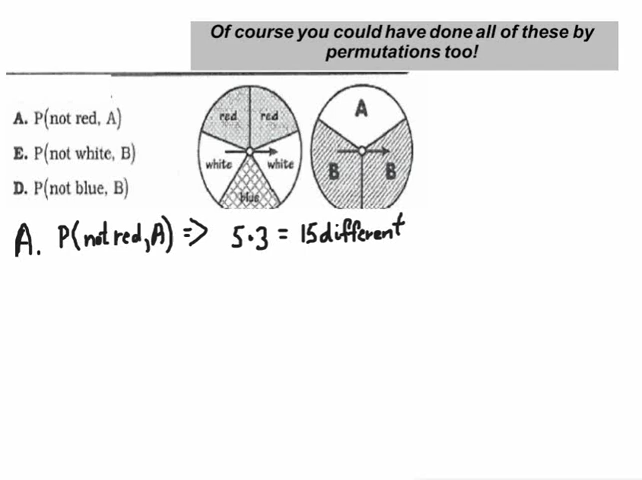 Of course you could have done all of these by
permutations too!
A. P(not red, A)
E. P(not white, B)
D. P(not blue, B)
red red
white white
blue
A
B B
A. P(not red, A) => 5·3 = 15 different